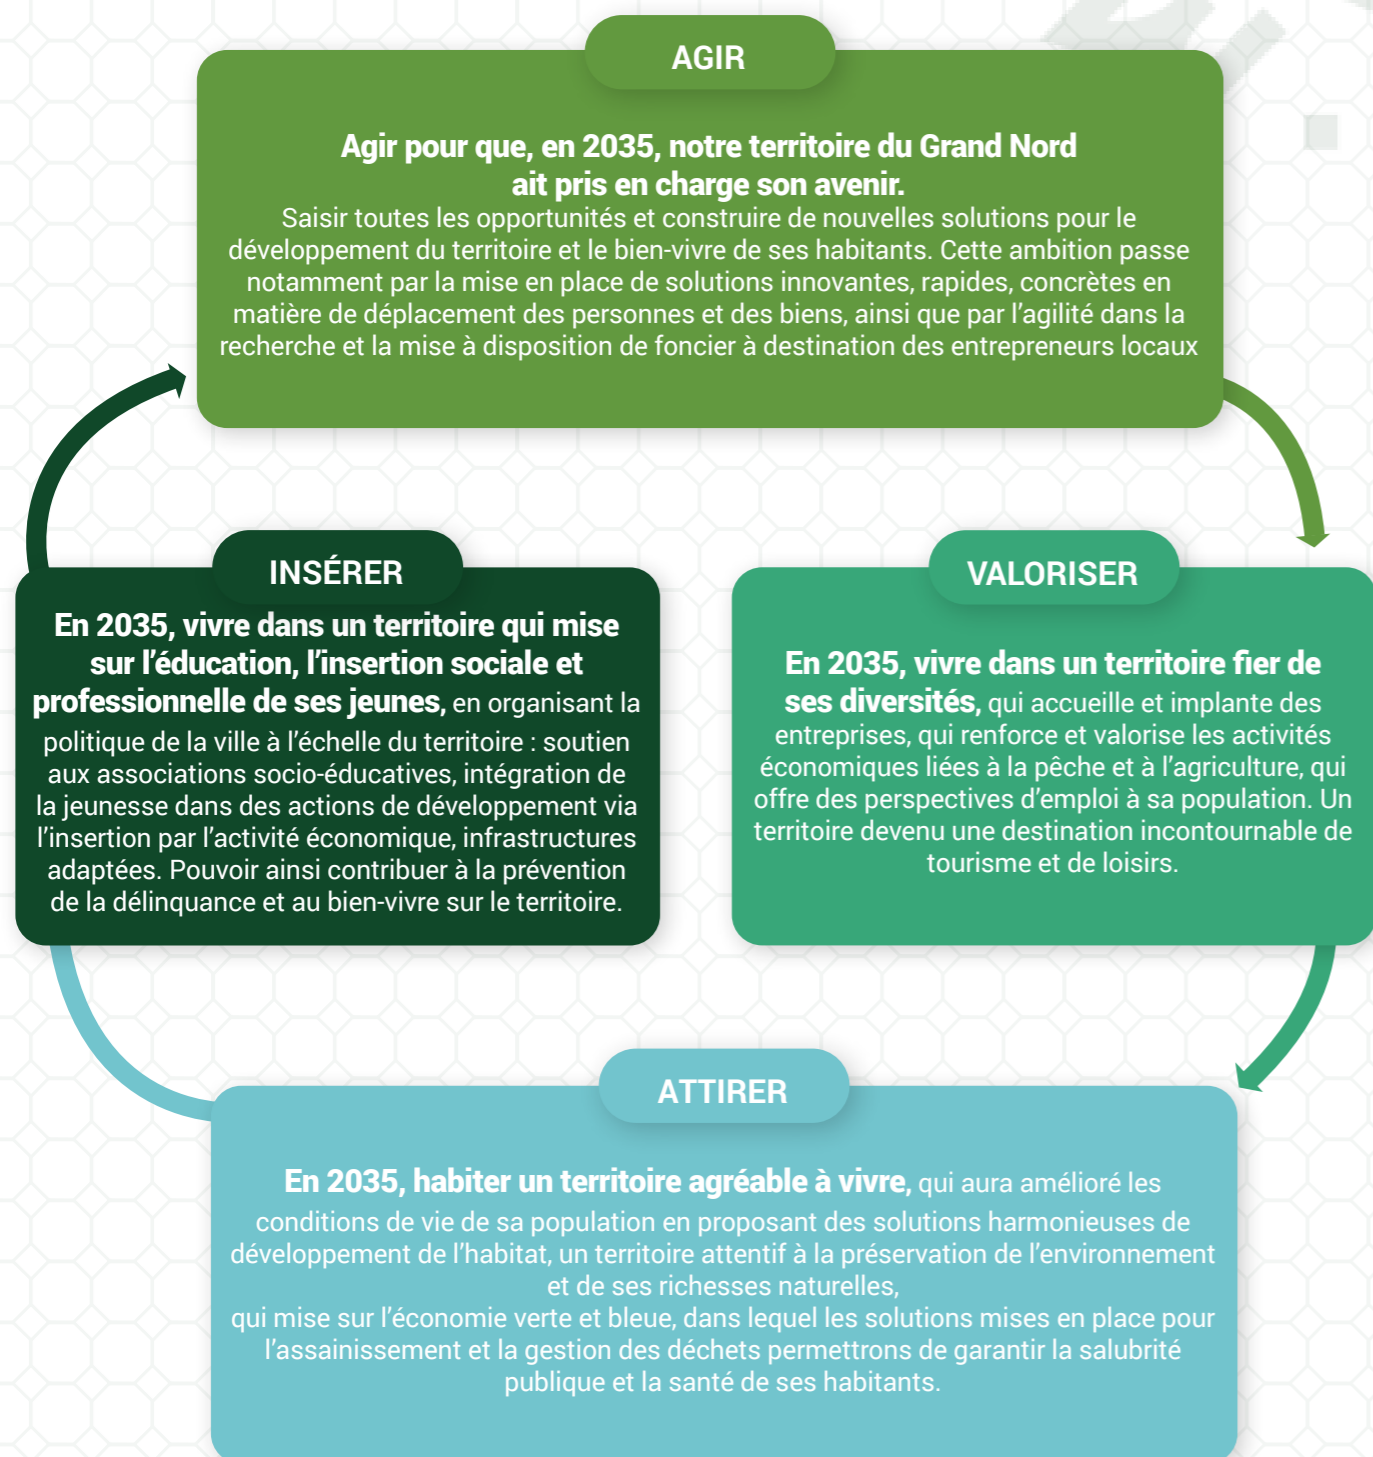 AGIR
Agir pour que, en 2035, notre territoire du Grand Nord
ait pris en charge son avenir.
Saisir toutes les opportunités et construire de nouvelles solutions pour le
développement du territoire et le bien-vivre de ses habitants. Cette ambition passe
notamment par la mise en place de solutions innovantes, rapides, concrètes en
matière de déplacement des personnes et des biens, ainsi que par l’agilité dans la
recherche et la mise à disposition de foncier à destination des entrepreneurs locaux
INSÉRER
En 2035, vivre dans un territoire qui mise
sur l’éducation, l’insertion sociale et
professionnelle de ses jeunes, en organisant la
politique de la ville à l’échelle du territoire : soutien
aux associations socio-éducatives, intégration de
la jeunesse dans des actions de développement via
l’insertion par l’activité économique, infrastructures
adaptées. Pouvoir ainsi contribuer à la prévention
de la délinquance et au bien-vivre sur le territoire.
VALORISER
En 2035, vivre dans un territoire fier de
ses diversités, qui accueille et implante des
entreprises, qui renforce et valorise les activités
économiques liées à la pêche et à l’agriculture, qui
offre des perspectives d’emploi à sa population. Un
territoire devenu une destination incontournable de
tourisme et de loisirs.
ATTIRER
En 2035, habiter un territoire agréable à vivre, qui aura amélioré les
conditions de vie de sa population en proposant des solutions harmonieuses de
développement de l’habitat, un territoire attentif à la préservation de l’environnement
et de ses richesses naturelles,
qui mise sur l’économie verte et bleue, dans lequel les solutions mises en place pour
l’assainissement et la gestion des déchets permettrons de garantir la salubrité
publique et la santé de ses habitants.